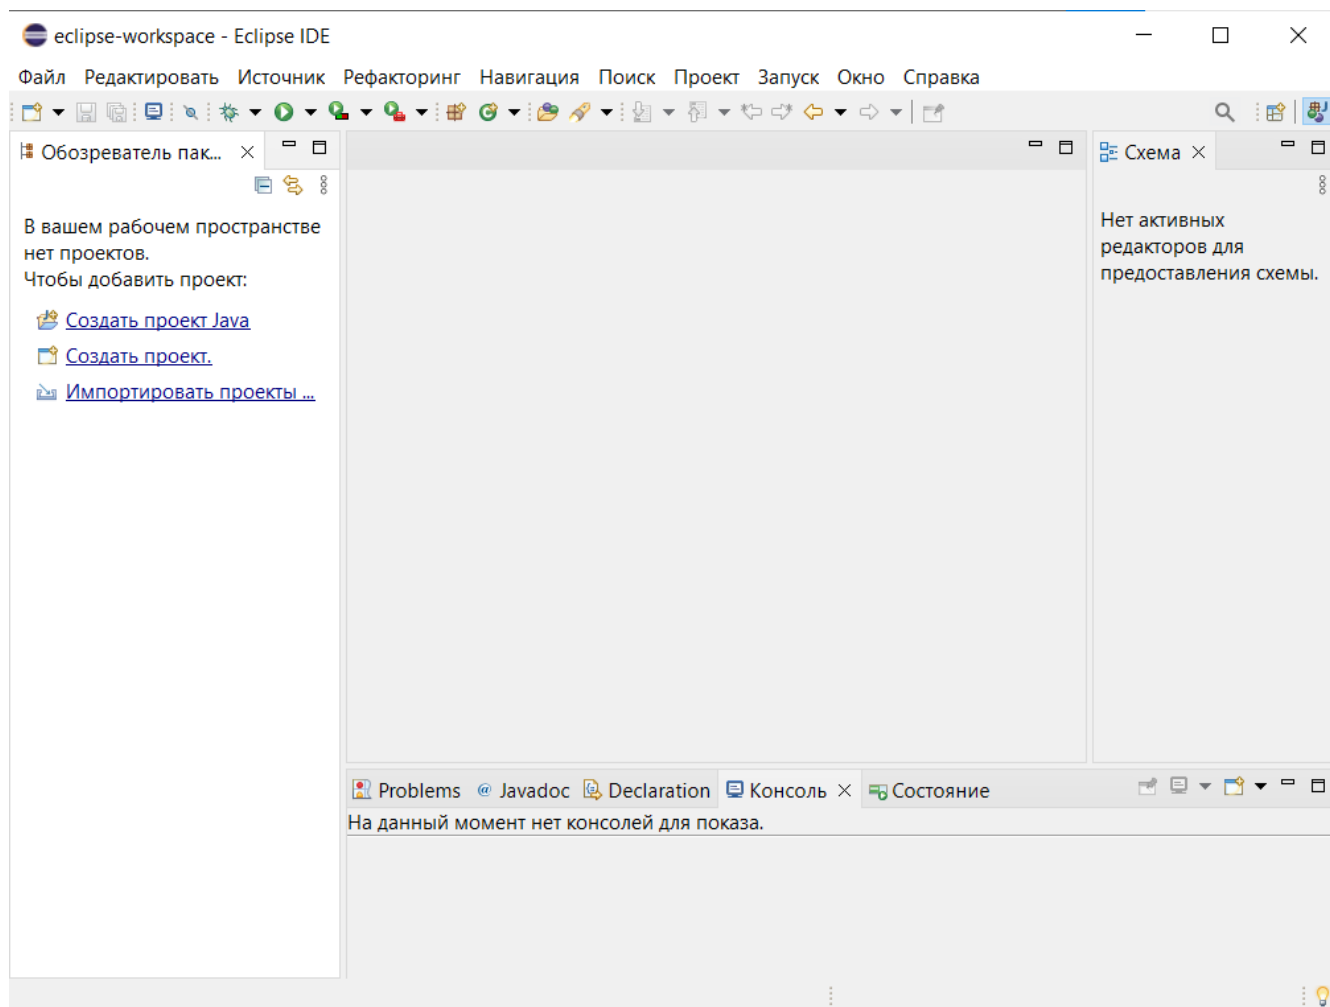 eclipse-workspace - Eclipse IDE
Файл Редактировать Источник Рефакторинг Навигация Поиск Проект Запуск Окно Справка
Обозреватель пак...
В вашем рабочем пространстве
нет проектов.
Чтобы добавить проект:
Создать проект Java
Создать проект.
Импортировать проекты ...
Схема
Нет активных
редакторов для
предоставления схемы.
Problems @ Javadoc Declaration Консоль Состояние
На данный момент нет консолей для показа.